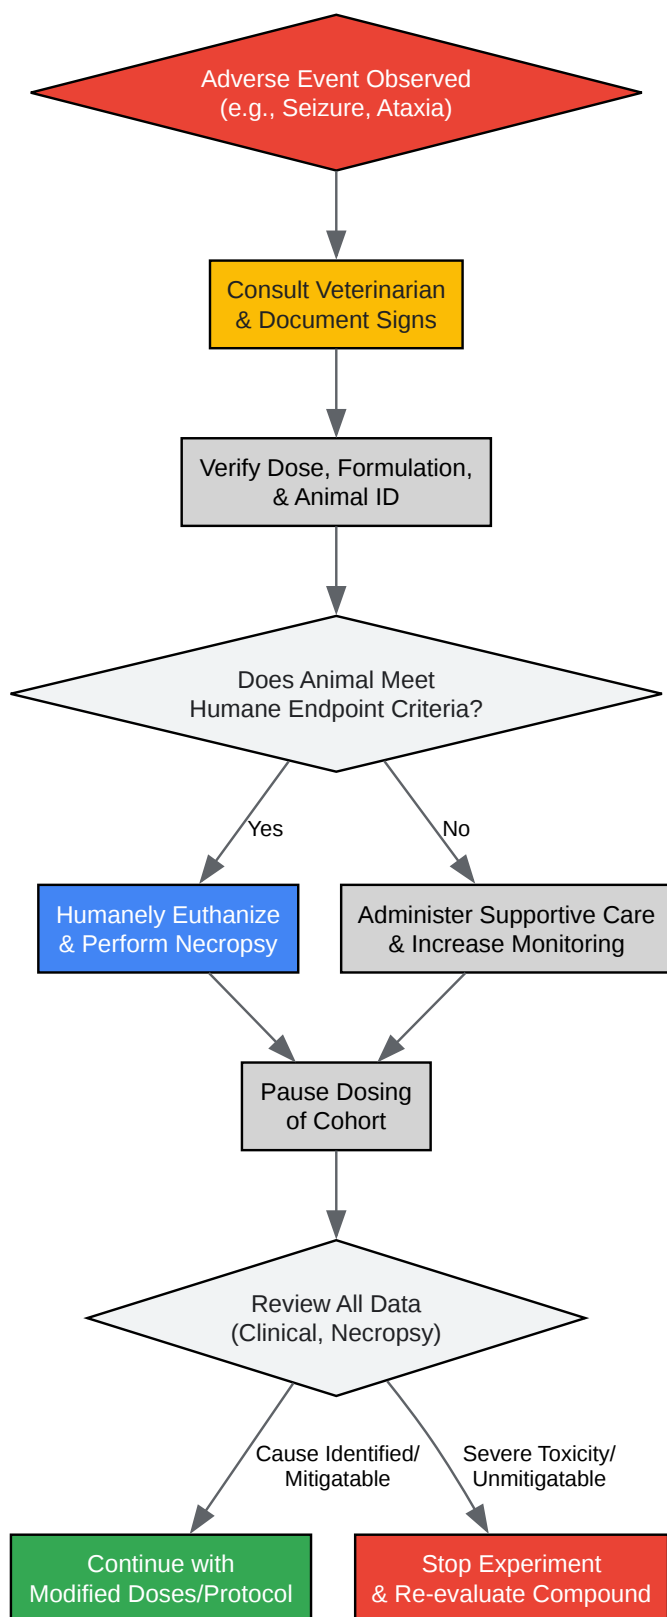 Adverse Event Observed
(e.g., Seizure, Ataxia)
Consult Veterinarian
& Document Signs
Verify Dose, Formulation,
& Animal ID
Does Animal Meet
Humane Endpoint Criteria?
Yes
No
Humanely Euthanize
& Perform Necropsy
Administer Supportive Care
& Increase Monitoring
Pause Dosing
of Cohort
Review All Data
(Clinical, Necropsy)
Cause Identified/
Mitigatable
Severe Toxicity/
Unmitigatable
Continue with
Modified Doses/Protocol
Stop Experiment
& Re-evaluate Compound